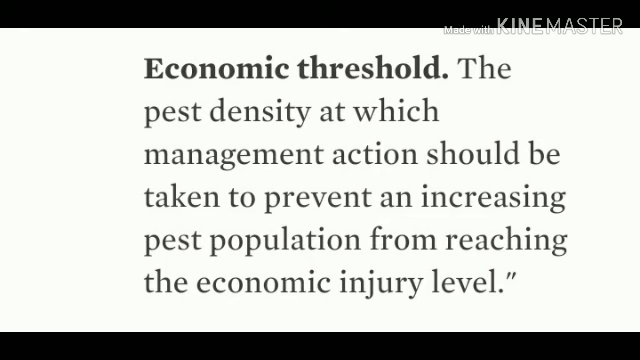 Made with KINEMASTER
Economic threshold. The
pest density at which
management action should be
taken to prevent an increasing
pest population from reaching
the economic injury level.”